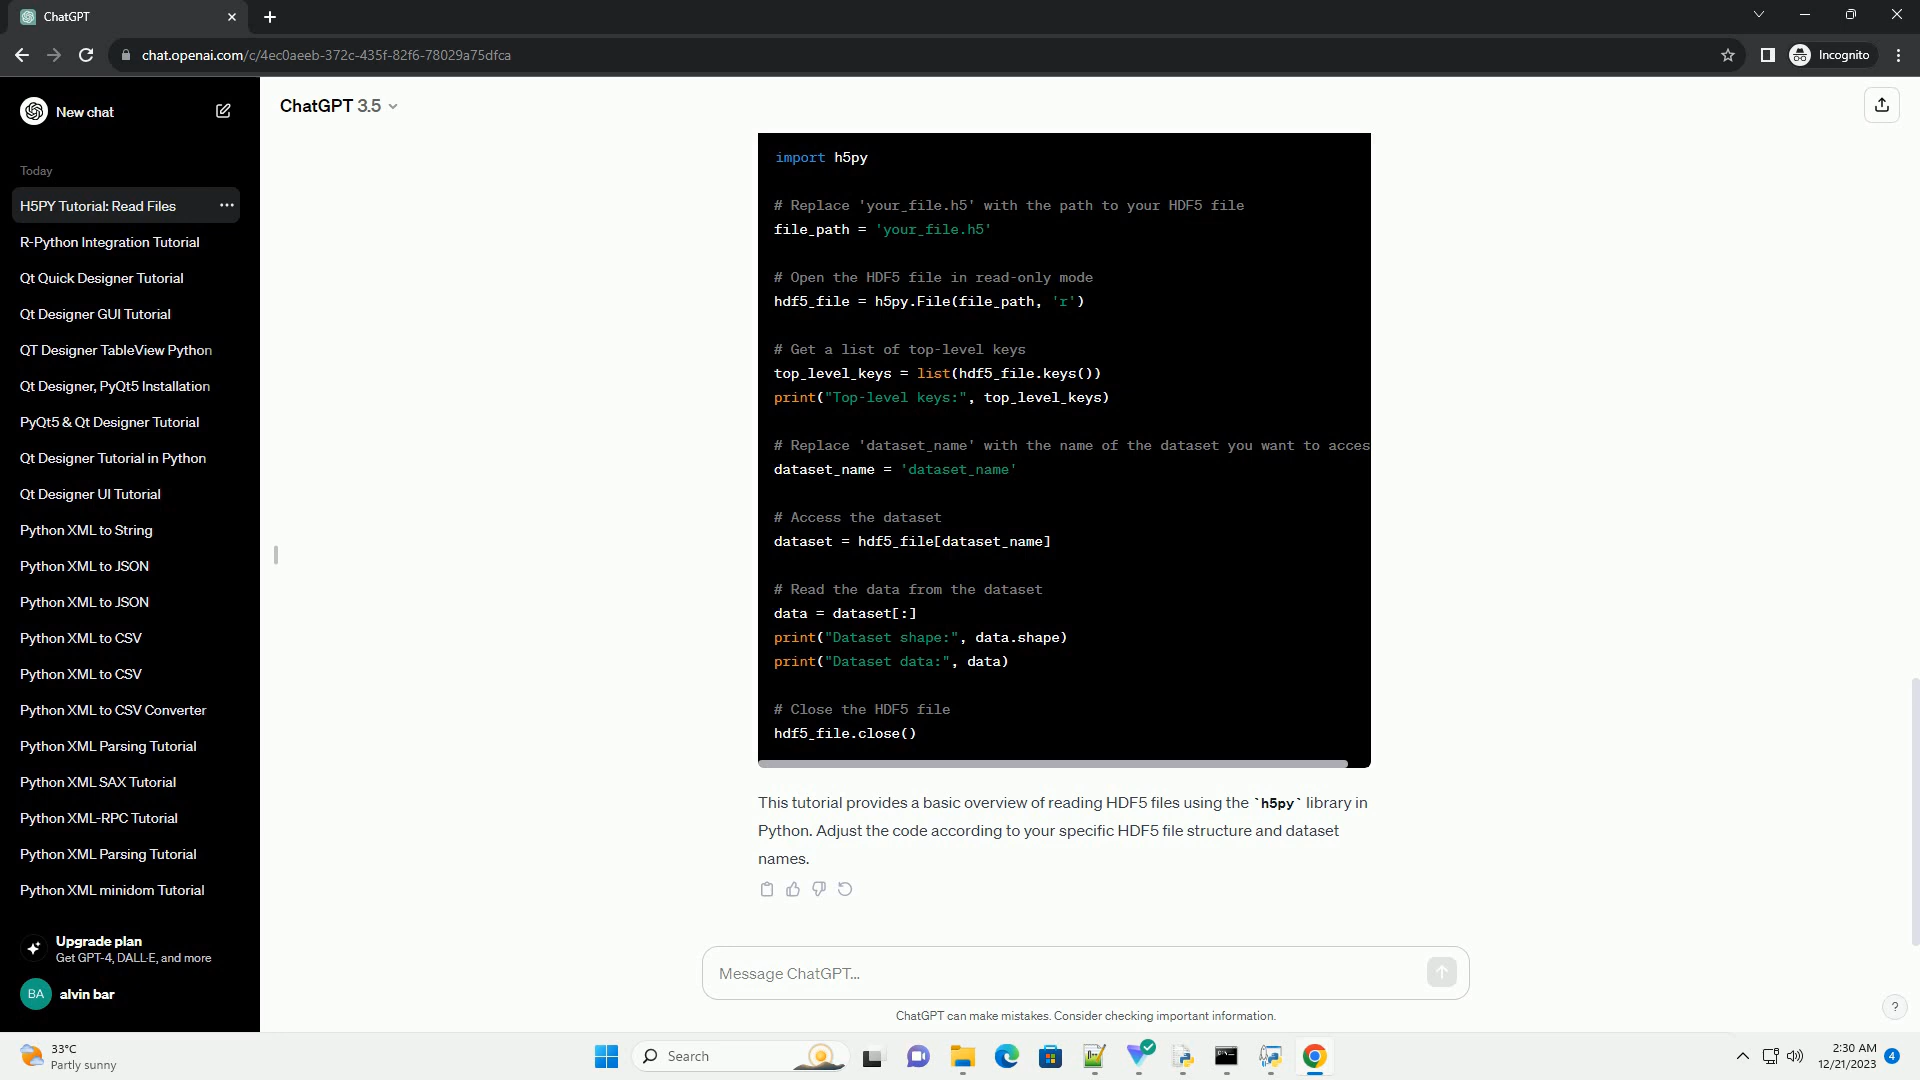 ChatGPT
chat.openai.com/c/4ec0aeeb-372c-435f-82f6-78029a75dfca
Incognito
New chat
Today
H5PY Tutorial: Read Files
R-Python Integration Tutorial
Qt Quick Designer Tutorial
Qt Designer GUI Tutorial
QT Designer TableView Python
Qt Designer, PyQt5 Installation
PyQt5 & Qt Designer Tutorial
Qt Designer Tutorial in Python
Qt Designer UI Tutorial
Python XML to String
Python XML to JSON
Python XML to JSON
Python XML to CSV
Python XML to CSV
Python XML to CSV Converter
Python XML Parsing Tutorial
Python XML SAX Tutorial
Python XML-RPC Tutorial
Python XML Parsing Tutorial
Python XML minidom Tutorial
Upgrade plan
Get GPT-4, DALL·E, and more
BA alvin bar
ChatGPT 3.5
import h5py
# Replace 'your_file.h5' with the path to your HDF5 file
file_path = 'your_file.h5'
# Open the HDF5 file in read-only mode
hdf5_file = h5py.File(file_path, 'r')
# Get a list of top-level keys
top_level_keys = list(hdf5_file.keys())
print("Top-level keys:", top_level_keys)
# Replace 'dataset_name' with the name of the dataset you want to acces
dataset_name = 'dataset_name'
# Access the dataset
dataset = hdf5_file[dataset_name]
# Read the data from the dataset
data = dataset[:]
print("Dataset shape:", data.shape)
print("Dataset data:", data)
# Close the HDF5 file
hdf5_file.close()
This tutorial provides a basic overview of reading HDF5 files using the `h5py` library in
Python. Adjust the code according to your specific HDF5 file structure and dataset
names.
Message ChatGPT...
ChatGPT can make mistakes. Consider checking important information.
?
33°C
Partly sunny
Search
2:30 AM
12/21/2023
4